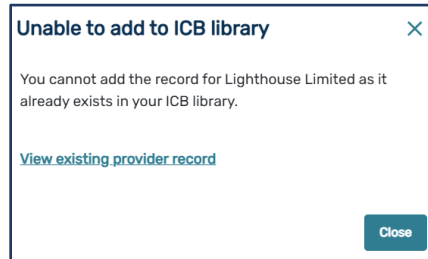 Unable to add to ICB library
You cannot add the record for Lighthouse Limited as it
already exists in your ICB library.
View existing provider record
Close